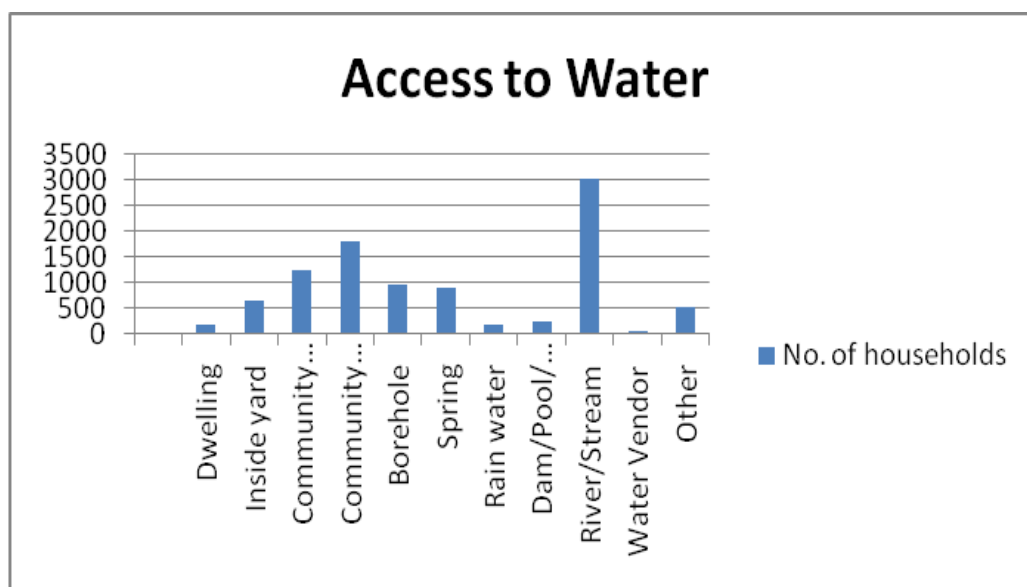 Access to Water
3500
3000
2500
2000
1500
1000
500
0
Dwelling
Inside yard
Community...
Community...
Borehole
Spring
Rain water
Dam/Pool/...
River/Stream
Water Vendor
Other
No. of households